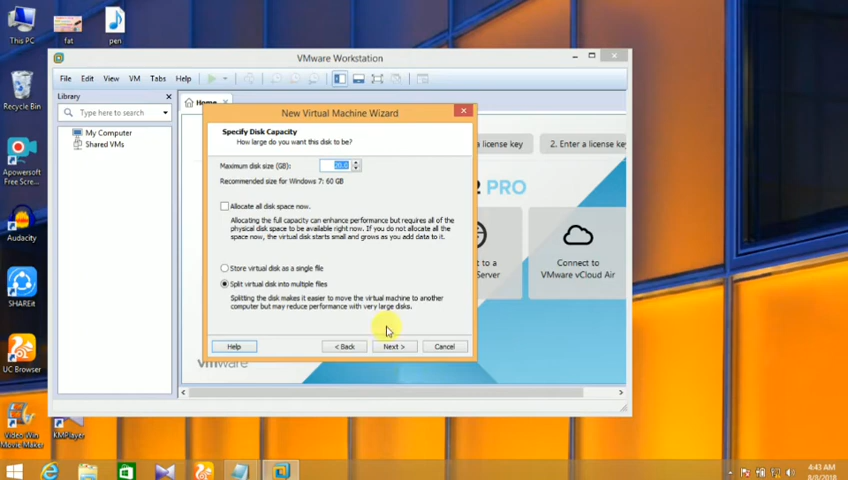 This PC
fat
pen
Recycle Bin
Apowersoft
Free Scre...
Audacity
SHAREit
UC Browser
Video Win
Movie-Maker
KMPlayer
VMware Workstation
File Edit View VM Tabs Help
Library
Type here to search
My Computer
Shared VMs
Home
license key
2. Enter a license key
2 PRO
ct to a
Server
Connect to
VMware vCloud Air
vmware
New Virtual Machine Wizard
Specify Disk Capacity
How large do you want this disk to be?
Maximum disk size (GB):
Recommended size for Windows 7: 60 GB
Allocate all disk space now.
Allocating the full capacity can enhance performance but requires all of the
physical disk space to be available right now. If you do not allocate all the
space now, the virtual disk starts small and grows as you add data to it.
Store virtual disk as a single file
Split virtual disk into multiple files
Splitting the disk makes it easier to move the virtual machine to another
computer but may reduce performance with very large disks.
Help
< Back
Next >
Cancel
4:43 AM
8/8/2018